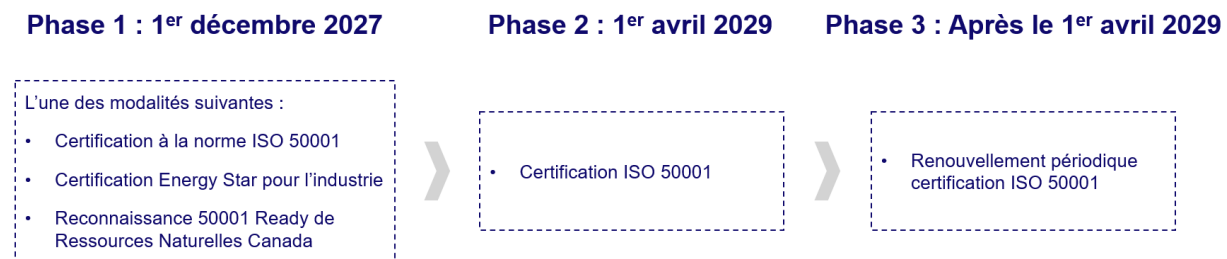 Phase 1 : 1er décembre 2027
L’une des modalités suivantes :
• Certification à la norme ISO 50001
• Certification Energy Star pour l’industrie
• Reconnaissance 50001 Ready de
Ressources Naturelles Canada
Phase 2 : 1er avril 2029
• Certification ISO 50001
Phase 3 : Après le 1er avril 2029
• Renouvellement périodique
certification ISO 50001